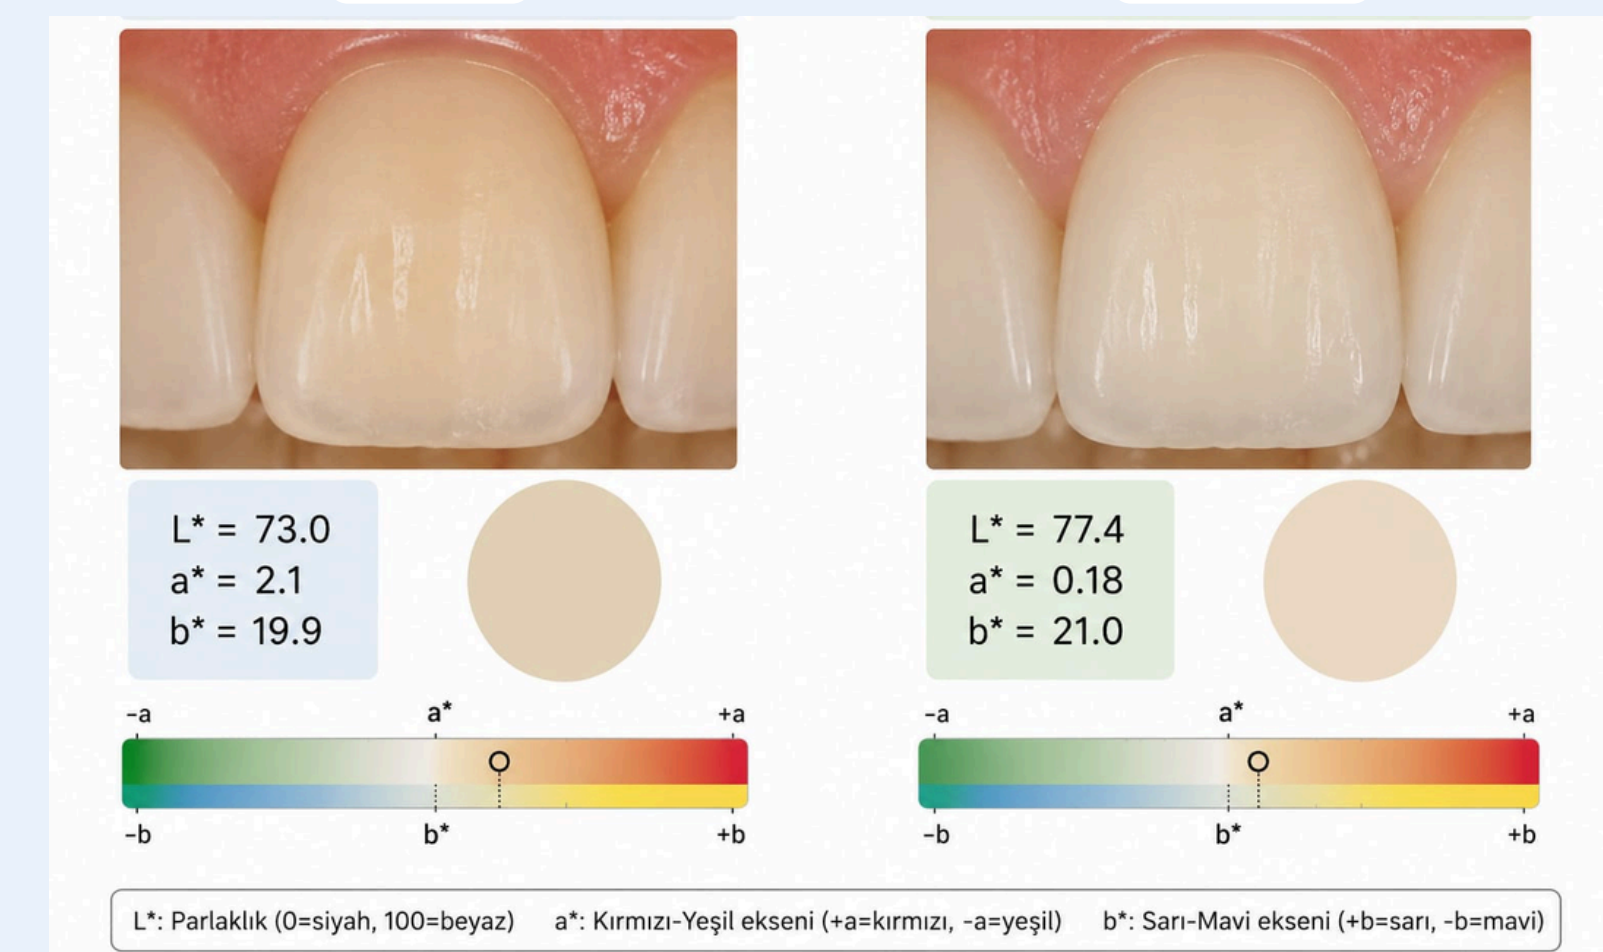 L* = 73.0
a* = 2.1
b* = 19.9
L* = 77.4
a* = 0.18
b* = 21.0
-a a* +a
-b b* +b
-a a* +a
-b b* +b
L*: Parlaklık (0=siyah, 100=beyaz) a*: Kırmızı-Yeşil ekseni (+a=kırmızı, -a=yeşil) b*: Sarı-Mavi ekseni (+b=sarı, -b=mavi)